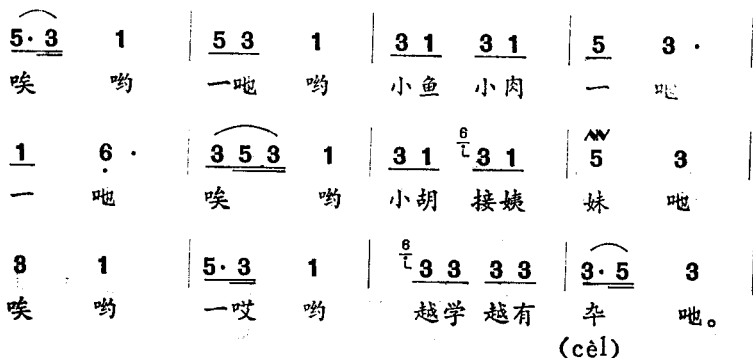 5· 3 1 | 5 3 1 | 3 1 3 1 | 5 3 ·
唉 哟 一吔 哟 小鱼 小肉 一 吔
1 6 · | 3 5 3 1 | 3 1 6 i 3 1 | 5 3
一 吔 唉 哟 小胡 接姨 妹 吔
3 1 | 5· 3 1 | 6 i 3 3 3 3 | 3· 5 3
唉 哟 一哎 哟 越学 越有 卆 吔。
(cèl)